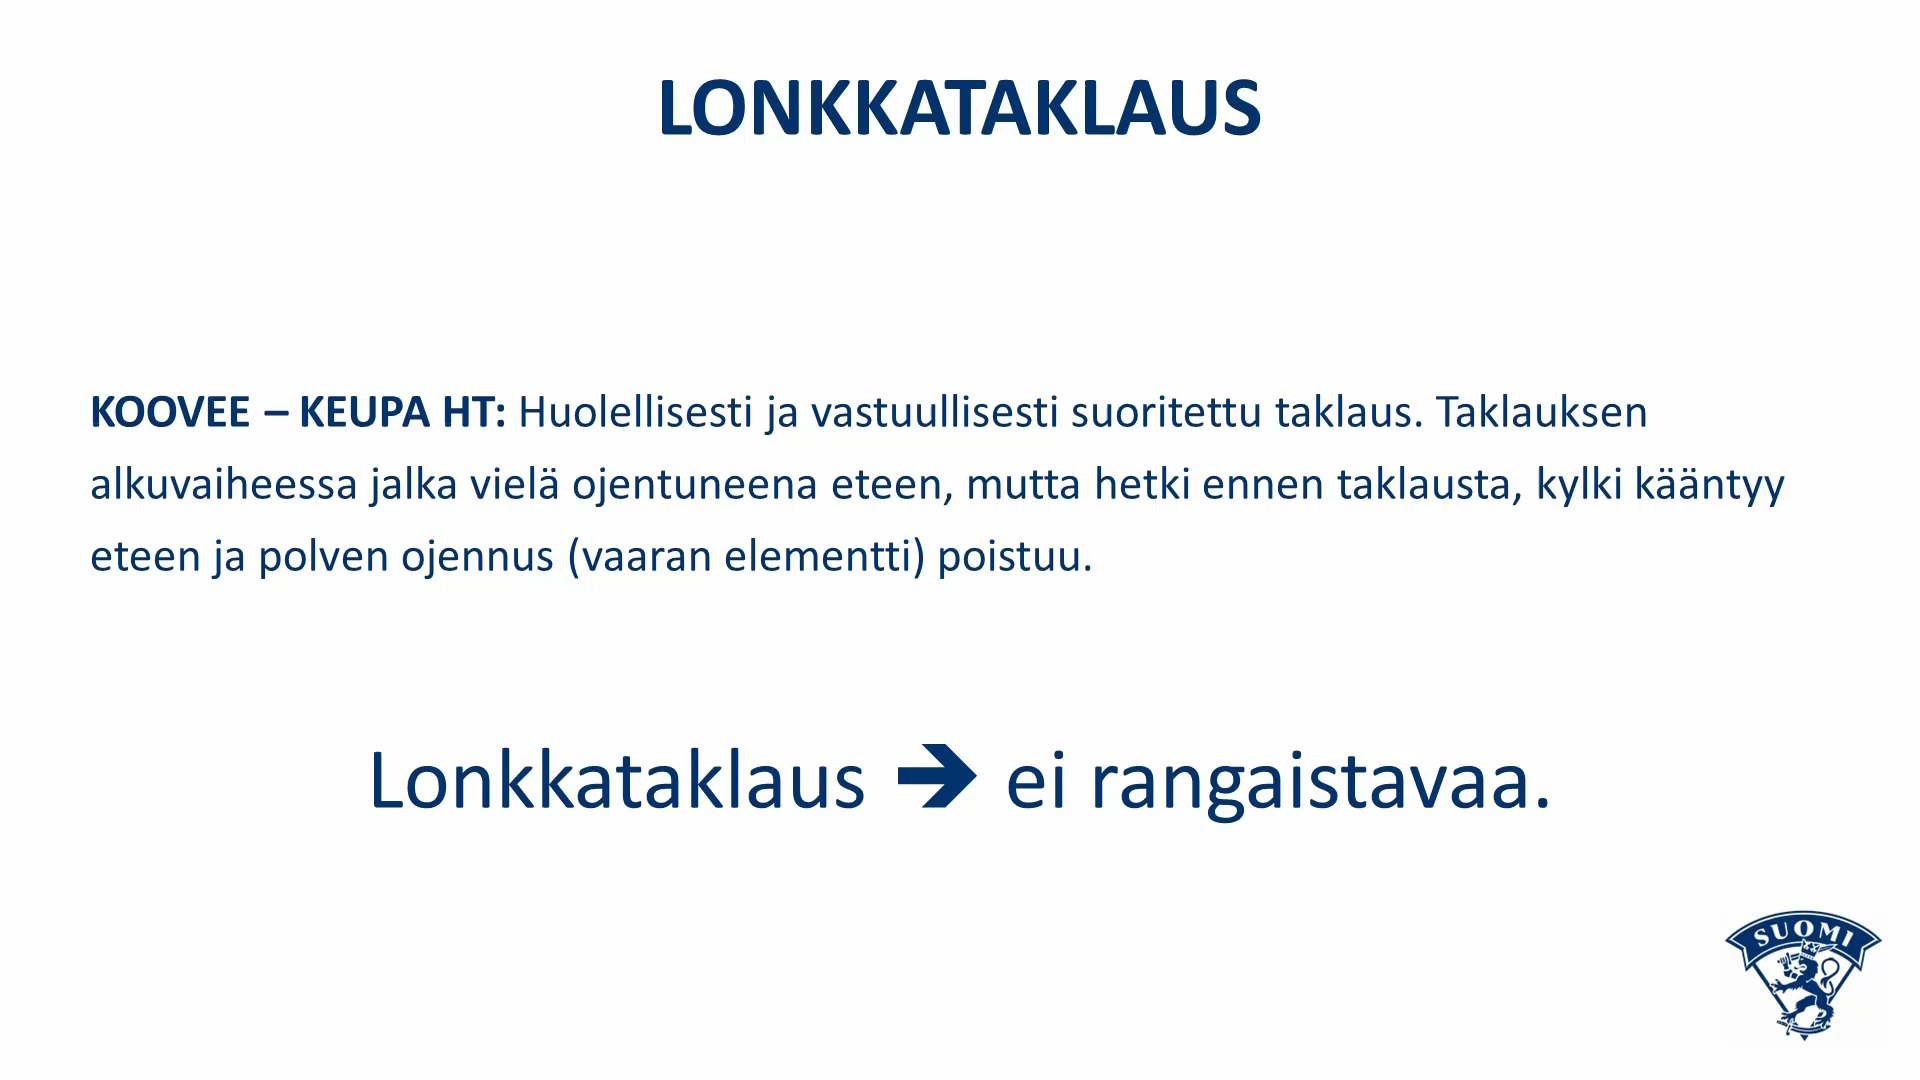 LONKKATAKLAUS
KOOVEE – KEUPA HT: Huolellisesti ja vastuullisesti suoritettu taklaus. Taklauksen
alkuvaiheessa jalka vielä ojentuneena eteen, mutta hetki ennen taklausta, kylki kääntyy
eteen ja polven ojennus (vaaran elementti) poistuu.
Lonkkataklaus ➔ ei rangaistavaa.
SUOMI